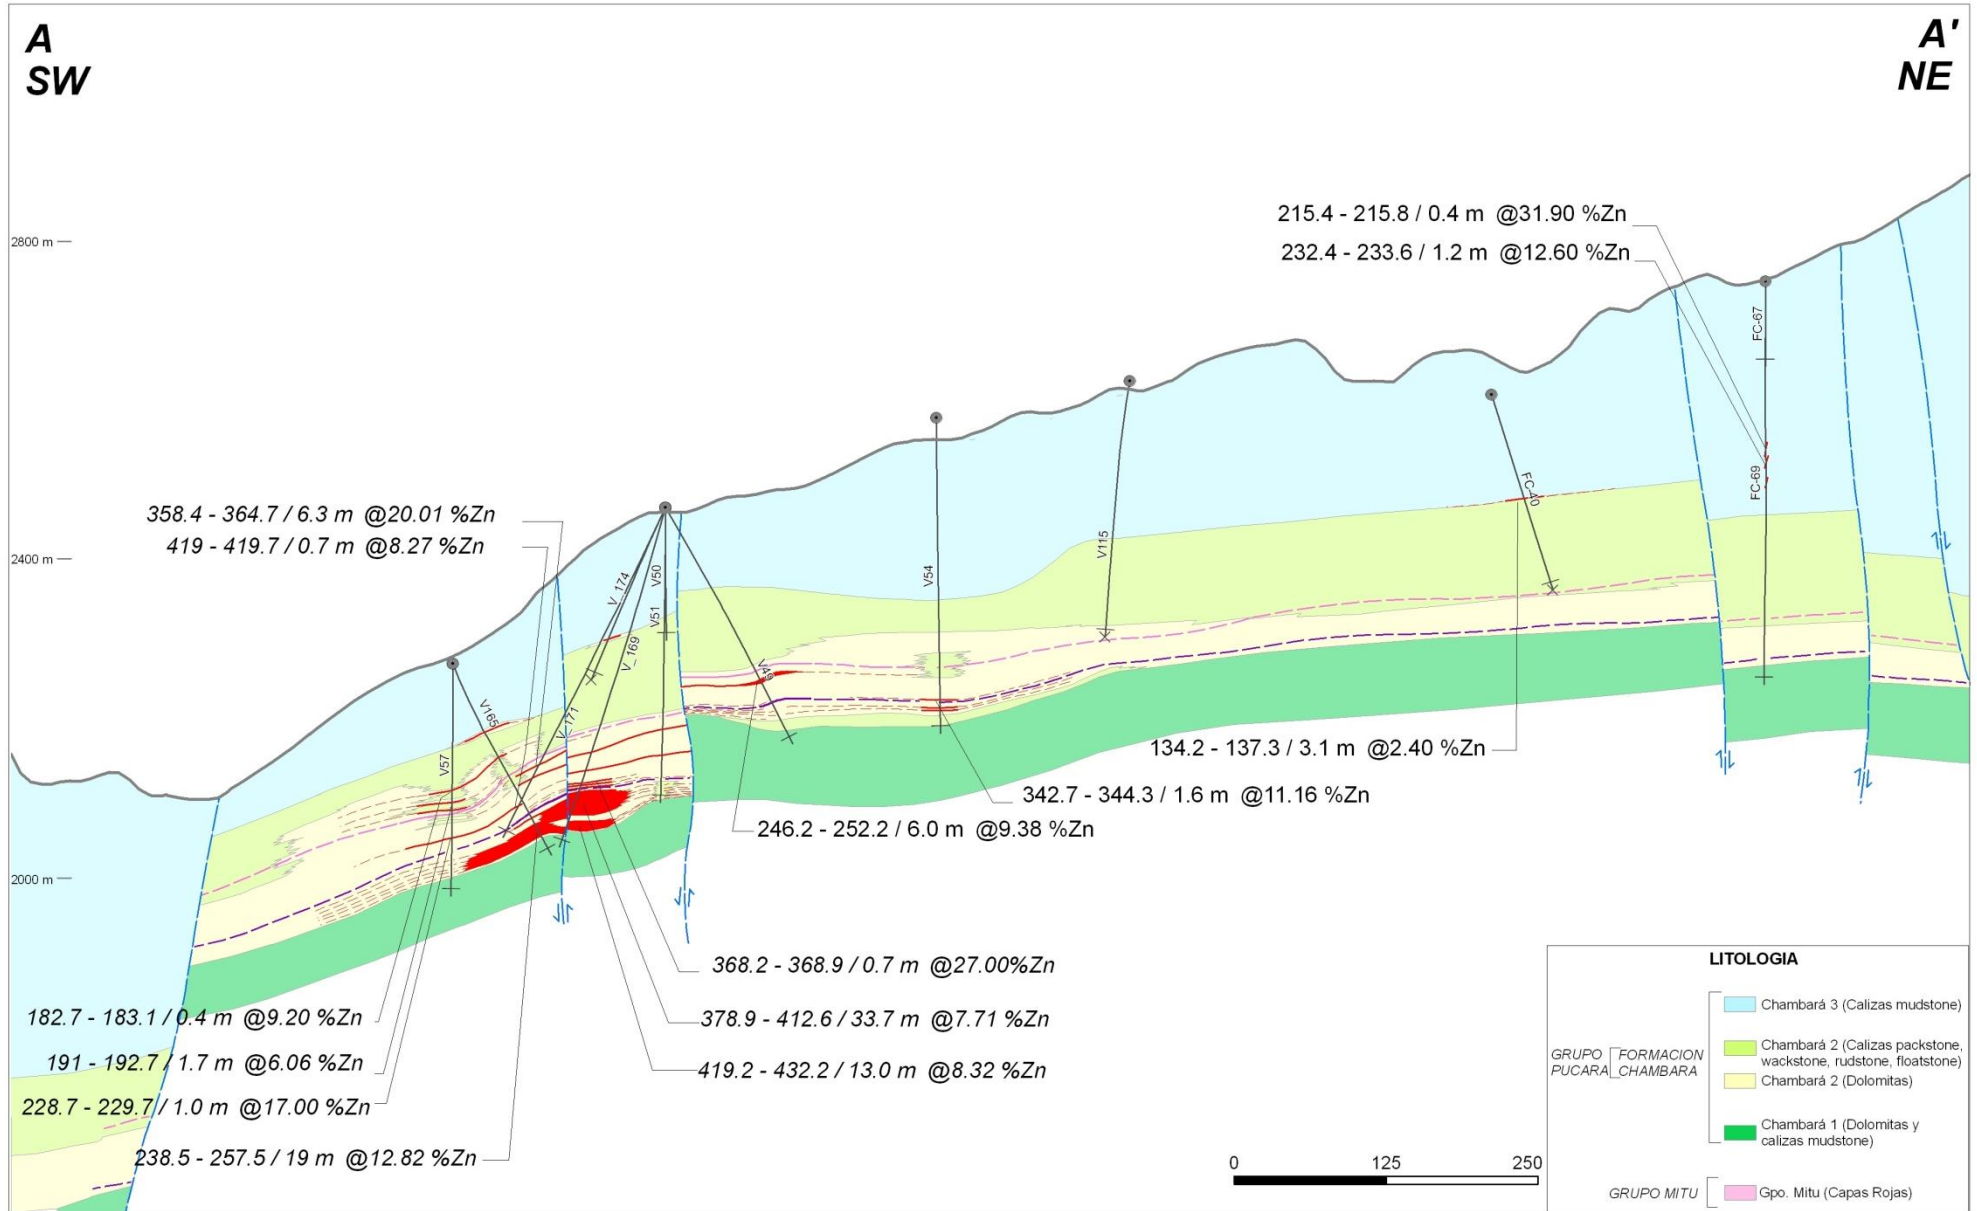 A
SW
A'
NE
215.4 - 215.8 / 0.4 m @31.90 %Zn
232.4 - 233.6 / 1.2 m @12.60 %Zn
2800 m
FC-67
FC-69
FC-40
358.4 - 364.7 / 6.3 m @20.01 %Zn
419 - 419.7 / 0.7 m @8.27 %Zn
2400 m
V_174
V50
V51
V_169
V54
V115
V49
V165
V_171
V57
134.2 - 137.3 / 3.1 m @2.40 %Zn
342.7 - 344.3 / 1.6 m @11.16 %Zn
246.2 - 252.2 / 6.0 m @9.38 %Zn
2000 m
368.2 - 368.9 / 0.7 m @27.00%Zn
378.9 - 412.6 / 33.7 m @7.71 %Zn
419.2 - 432.2 / 13.0 m @8.32 %Zn
182.7 - 183.1 / 0.4 m @9.20 %Zn
191 - 192.7 / 1.7 m @6.06 %Zn
228.7 - 229.7 / 1.0 m @17.00 %Zn
238.5 - 257.5 / 19 m @12.82 %Zn
0 125 250
LITOLOGIA
Chambará 3 (Calizas mudstone)
Chambará 2 (Calizas packstone,
wackstone, rudstone, floatstone)
GRUPO FORMACION
PUCARA CHAMBARA
Chambará 2 (Dolomitas)
Chambará 1 (Dolomitas y
calizas mudstone)
GRUPO MITU
Gpo. Mitu (Capas Rojas)